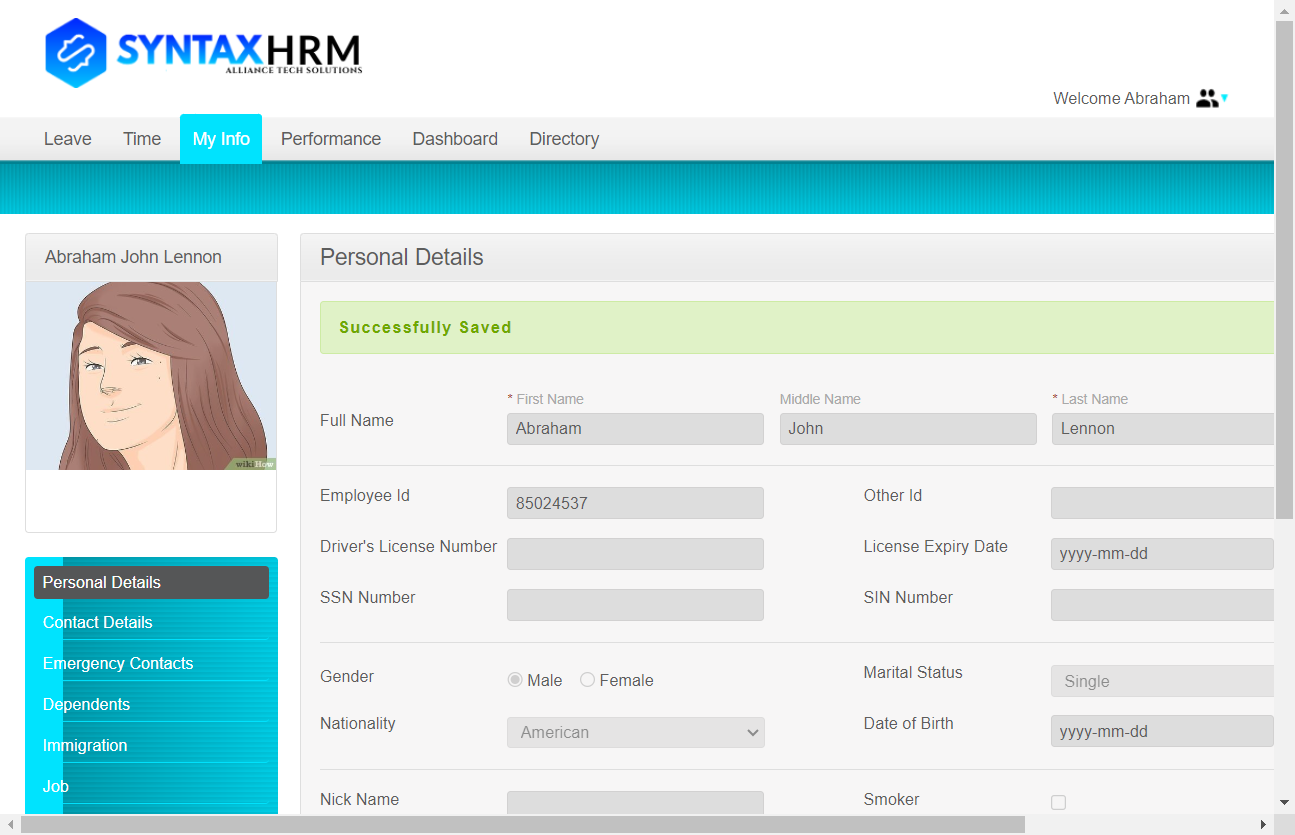 SYNTAXHRM
ALLIANCE TECH SOLUTIONS
Welcome Abraham
Leave Time My Info Performance Dashboard Directory
Abraham John Lennon
wikiHow
Personal Details
Contact Details
Emergency Contacts
Dependents
Immigration
Job
Personal Details
Successfully Saved
* First Name Middle Name * Last Name
Full Name Abraham John Lennon
Employee Id 85024537 Other Id
Driver's License Number License Expiry Date yyyy-mm-dd
SSN Number SIN Number
Gender Male Female Marital Status Single
Nationality American Date of Birth yyyy-mm-dd
Nick Name Smoker